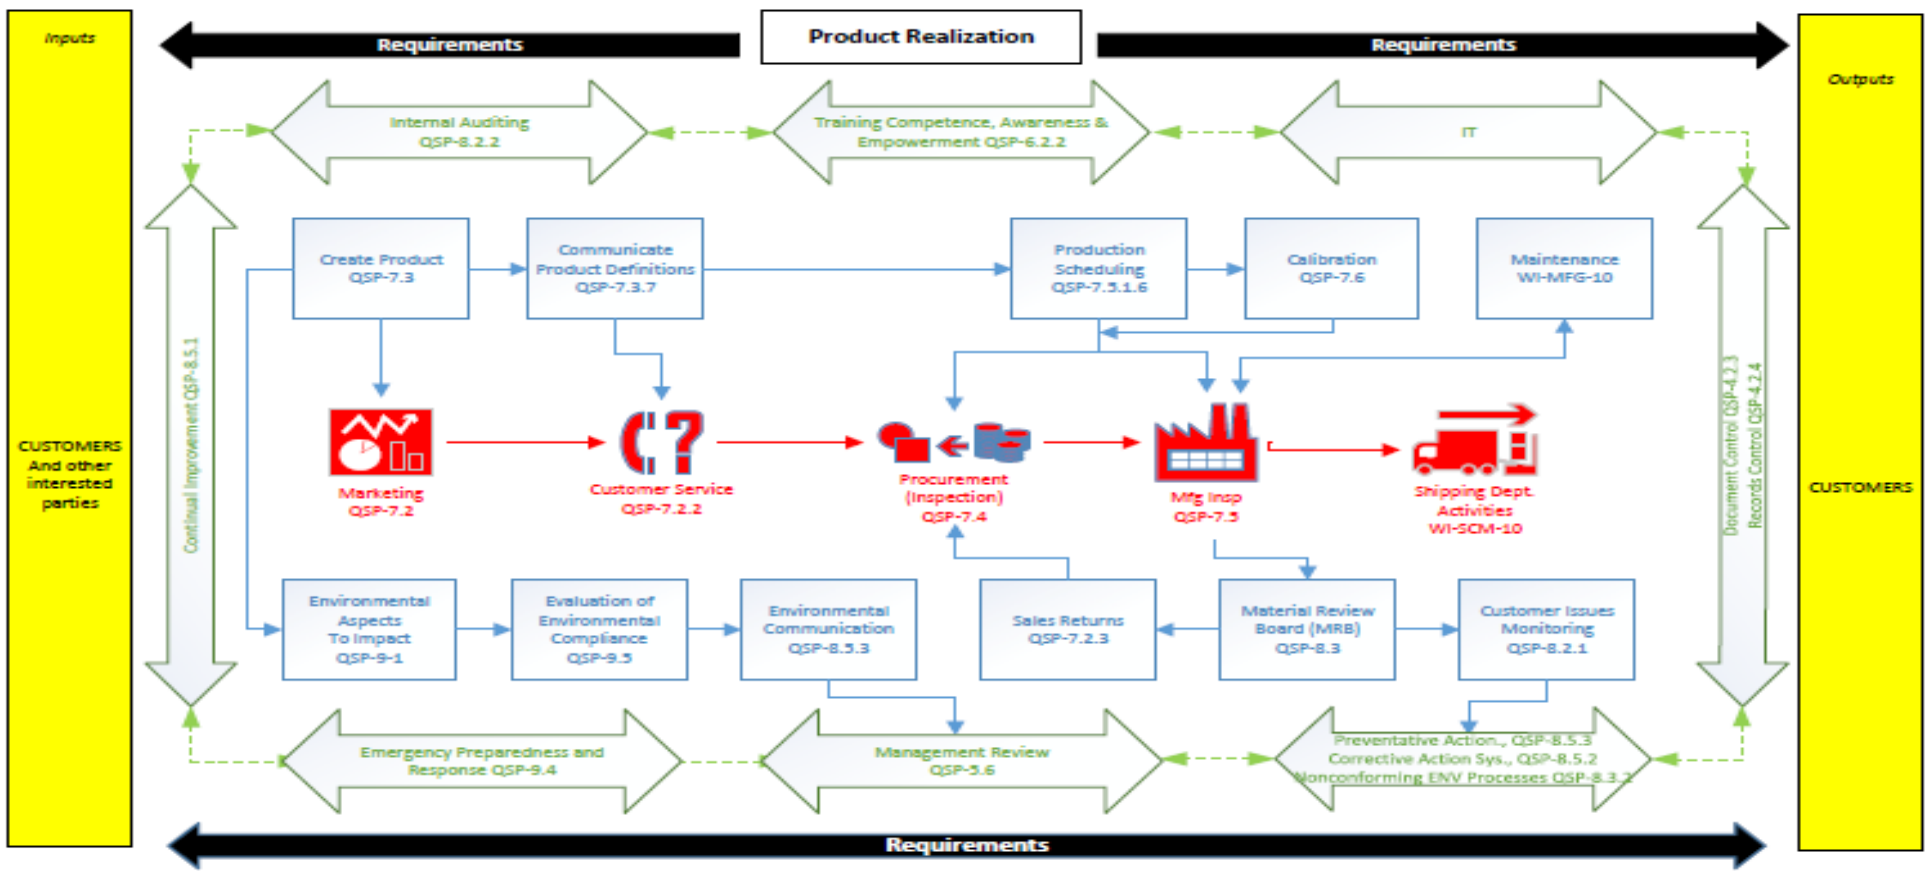 Inputs
Requirements
Product Realization
Requirements
Outputs
Internal Auditing
QSP-8.2.2
Training Competence, Awareness &
Empowerment QSP-6.2.2
IT
Create Product
QSP-7.3
Communicate
Product Definitions
QSP-7.3.7
Production
Scheduling
QSP-7.5.1.6
Calibration
QSP-7.6
Maintenance
WI-MFG-10
Continual Improvement QSP-8.5.1
Document Control QSP-4.2.3
Records Control QSP-4.2.4
CUSTOMERS
And other
interested
parties
Marketing
QSP-7.2
Customer Service
QSP-7.2.2
Procurement
(Inspection)
QSP-7.4
Mfg Insp
QSP-7.5
Shipping Dept.
Activities
WI-SCM-10
CUSTOMERS
Environmental
Aspects
To Impact
QSP-9-1
Evaluation of
Environmental
Compliance
QSP-9.5
Environmental
Communication
QSP-8.5.3
Sales Returns
QSP-7.2.3
Material Review
Board (MRB)
QSP-8.3
Customer Issues
Monitoring
QSP-8.2.1
Emergency Preparedness and
Response QSP-9.4
Management Review
QSP-5.6
Preventative Action., QSP-8.5.3
Corrective Action Sys., QSP-8.5.2
Nonconforming ENV Processes QSP-8.3.2
Requirements